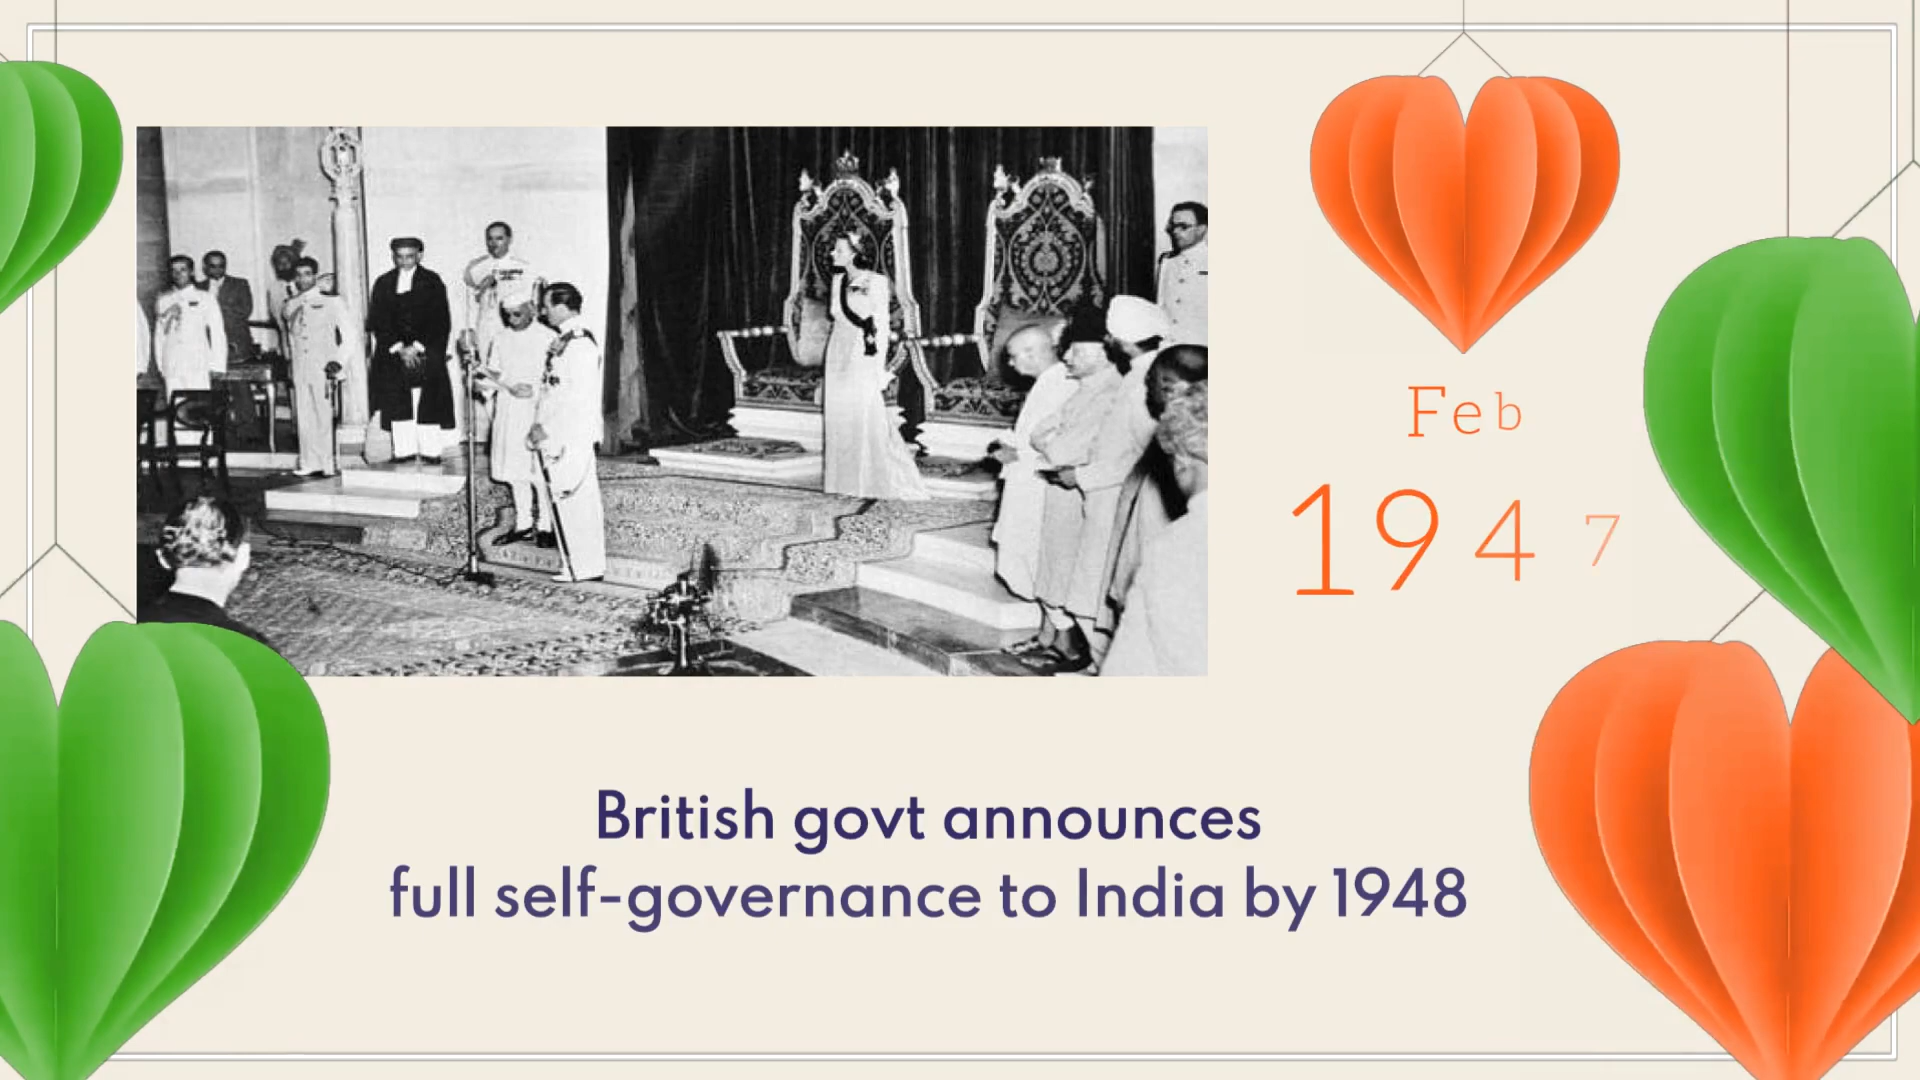 Feb
1947
British govt announces
full self-governance to India by 1948